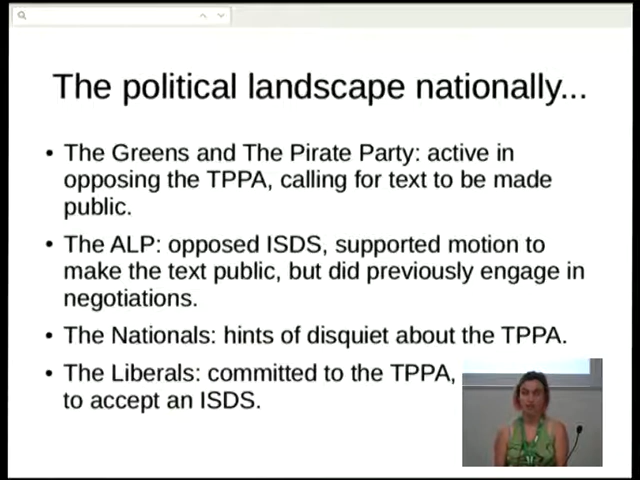 The political landscape nationally...
• The Greens and The Pirate Party: active in
opposing the TPPA, calling for text to be made
public.
• The ALP: opposed ISDS, supported motion to
make the text public, but did previously engage in
negotiations.
• The Nationals: hints of disquiet about the TPPA.
• The Liberals: committed to the TPPA,
to accept an ISDS.